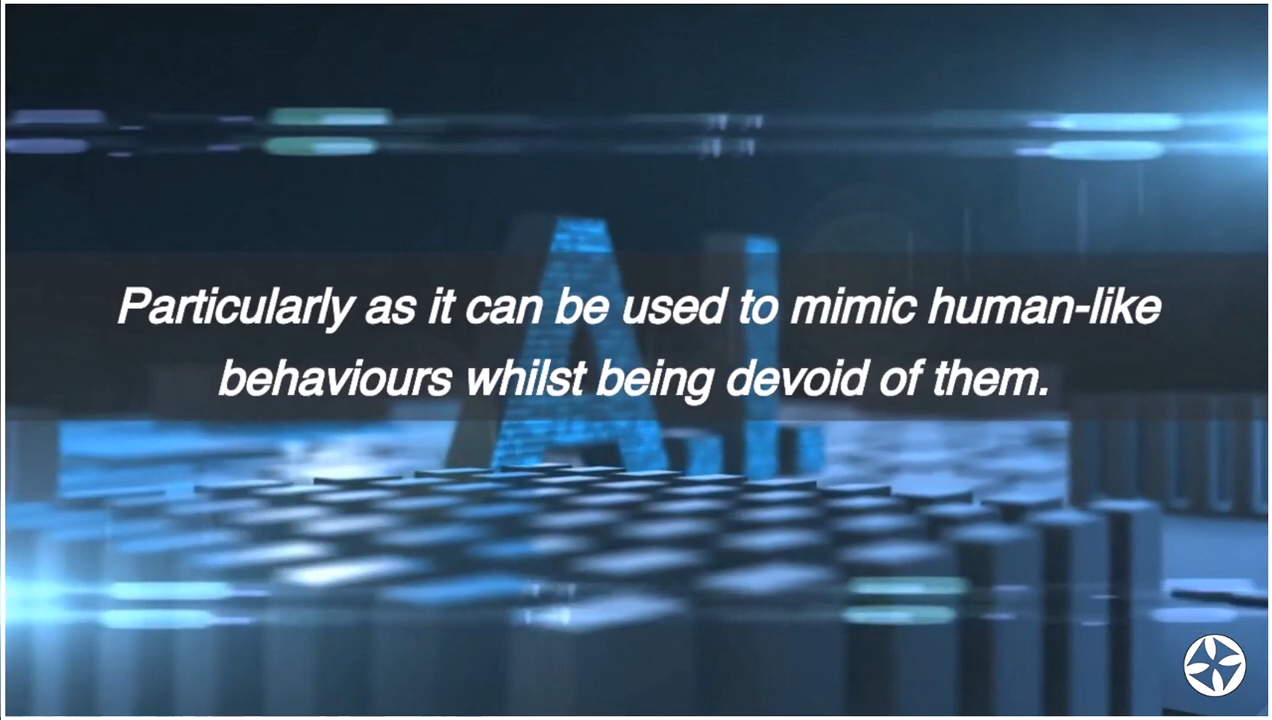 A.I.
Particularly as it can be used to mimic human-like
behaviours whilst being devoid of them.